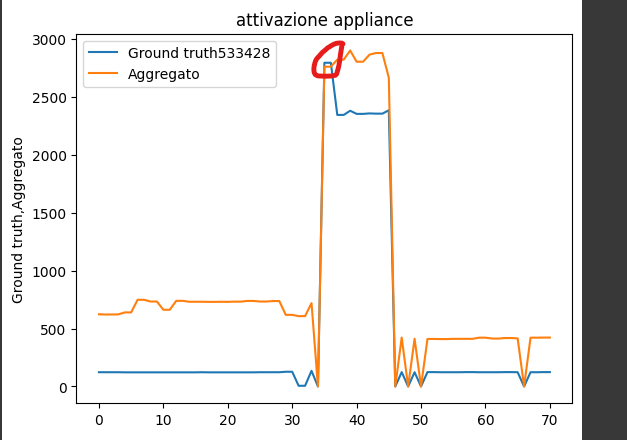 attivazione appliance
Ground truth533428
Aggregato
Ground truth,Aggregato
3000
2500
2000
1500
1000
500
0
0 10 20 30 40 50 60 70